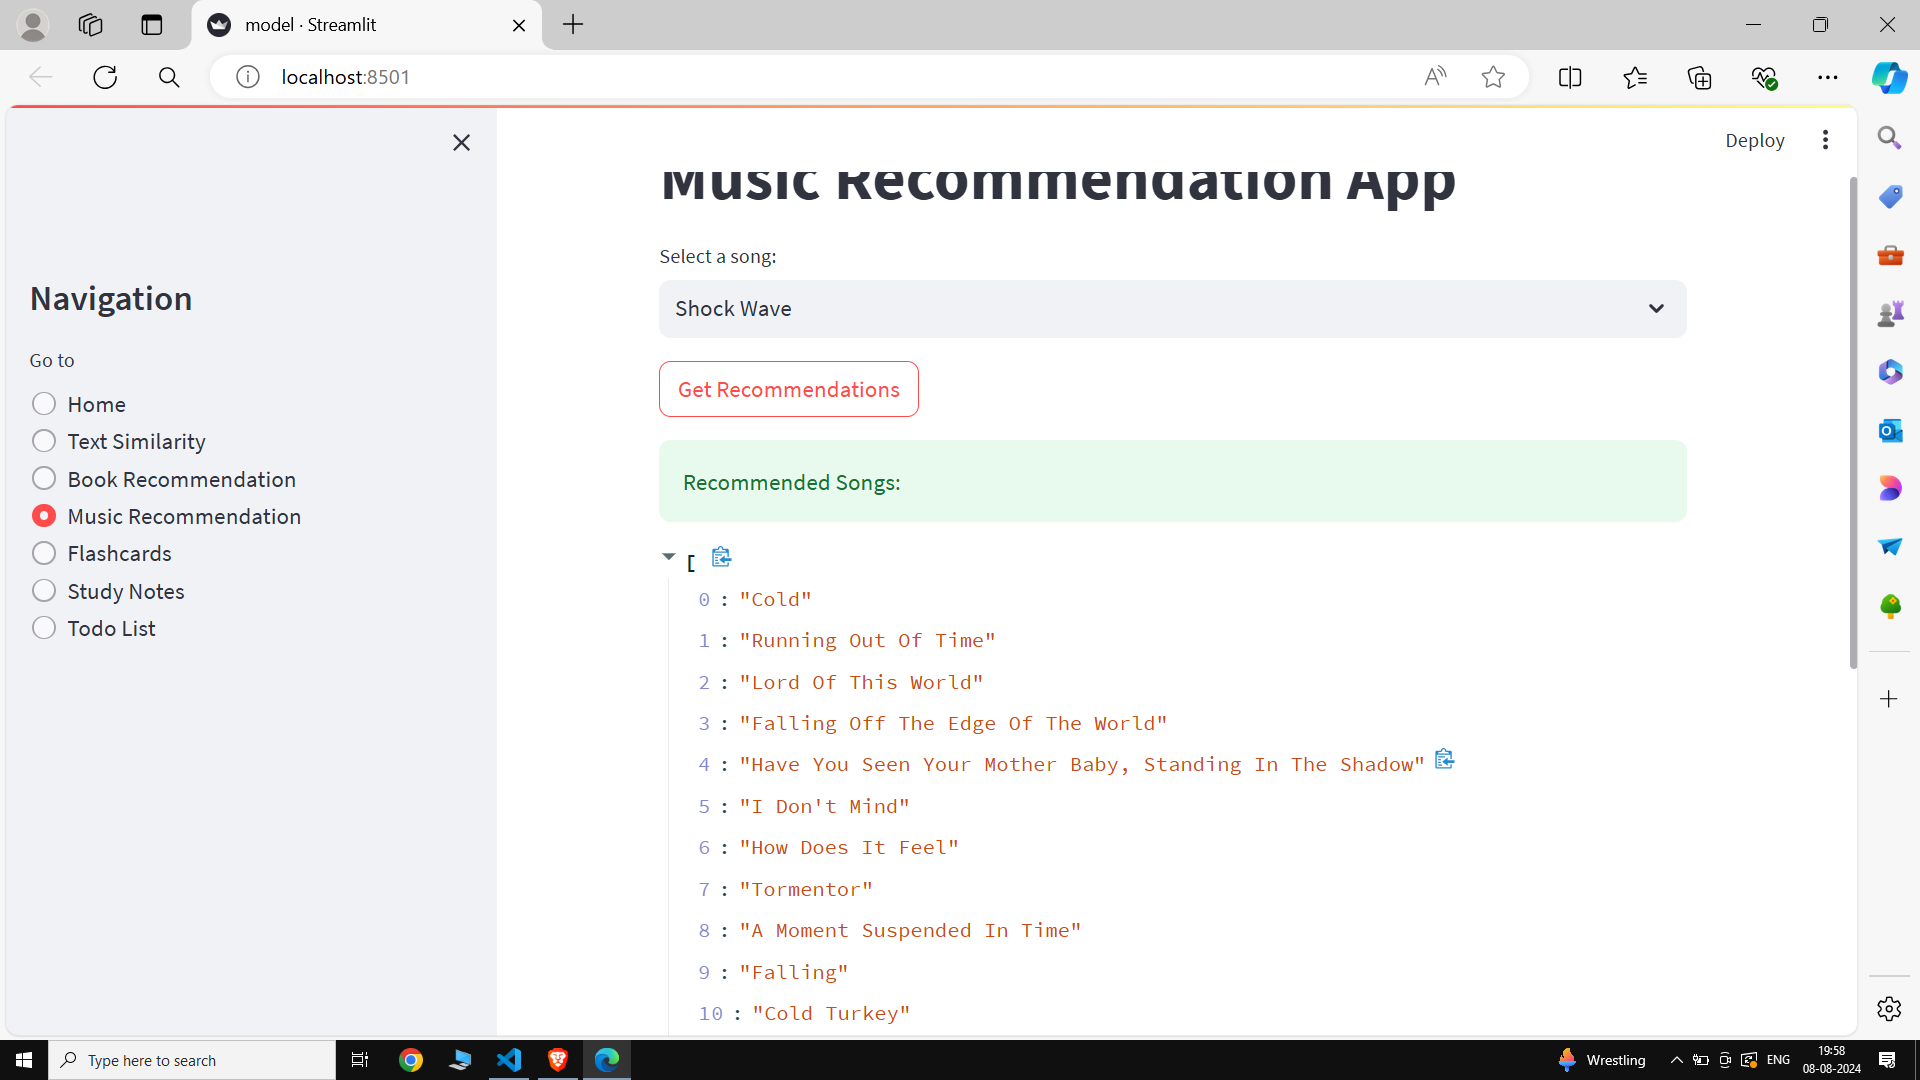 model · Streamlit
localhost:8501
Deploy
Music Recommendation App
Navigation
Go to
Home
Text Similarity
Book Recommendation
Music Recommendation
Flashcards
Study Notes
Todo List
Select a song:
Shock Wave
Get Recommendations
Recommended Songs:
[
0 : "Cold"
1 : "Running Out Of Time"
2 : "Lord Of This World"
3 : "Falling Off The Edge Of The World"
4 : "Have You Seen Your Mother Baby, Standing In The Shadow"
5 : "I Don't Mind"
6 : "How Does It Feel"
7 : "Tormentor"
8 : "A Moment Suspended In Time"
9 : "Falling"
10 : "Cold Turkey"
Type here to search
Wrestling
ENG
19:58
08-08-2024